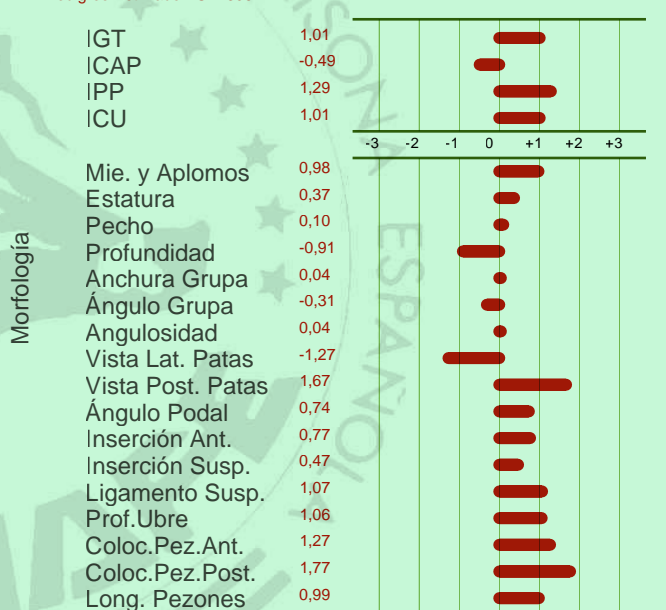 IGT 1,01
ICAP -0,49
IPP 1,29
ICU 1,01
-3 -2 -1 0 +1 +2 +3
Morfología
Mie. y Aplomos 0,98
Estatura 0,37
Pecho 0,10
Profundidad -0,91
Anchura Grupa 0,04
Ángulo Grupa -0,31
Angulosidad 0,04
Vista Lat. Patas -1,27
Vista Post. Patas 1,67
Ángulo Podal 0,74
Inserción Ant. 0,77
Inserción Susp. 0,47
Ligamento Susp. 1,07
Prof.Ubre 1,06
Coloc.Pez.Ant. 1,27
Coloc.Pez.Post. 1,77
Long. Pezones 0,99
ESPAÑOLA